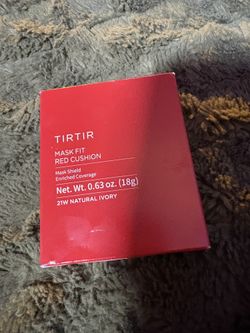 TIRTIR
MASK FIT
RED CUSHION
Mask Shield
Enriched Coverage
Net. Wt. 0.63 oz. (18g)
21W NATURAL IVORY